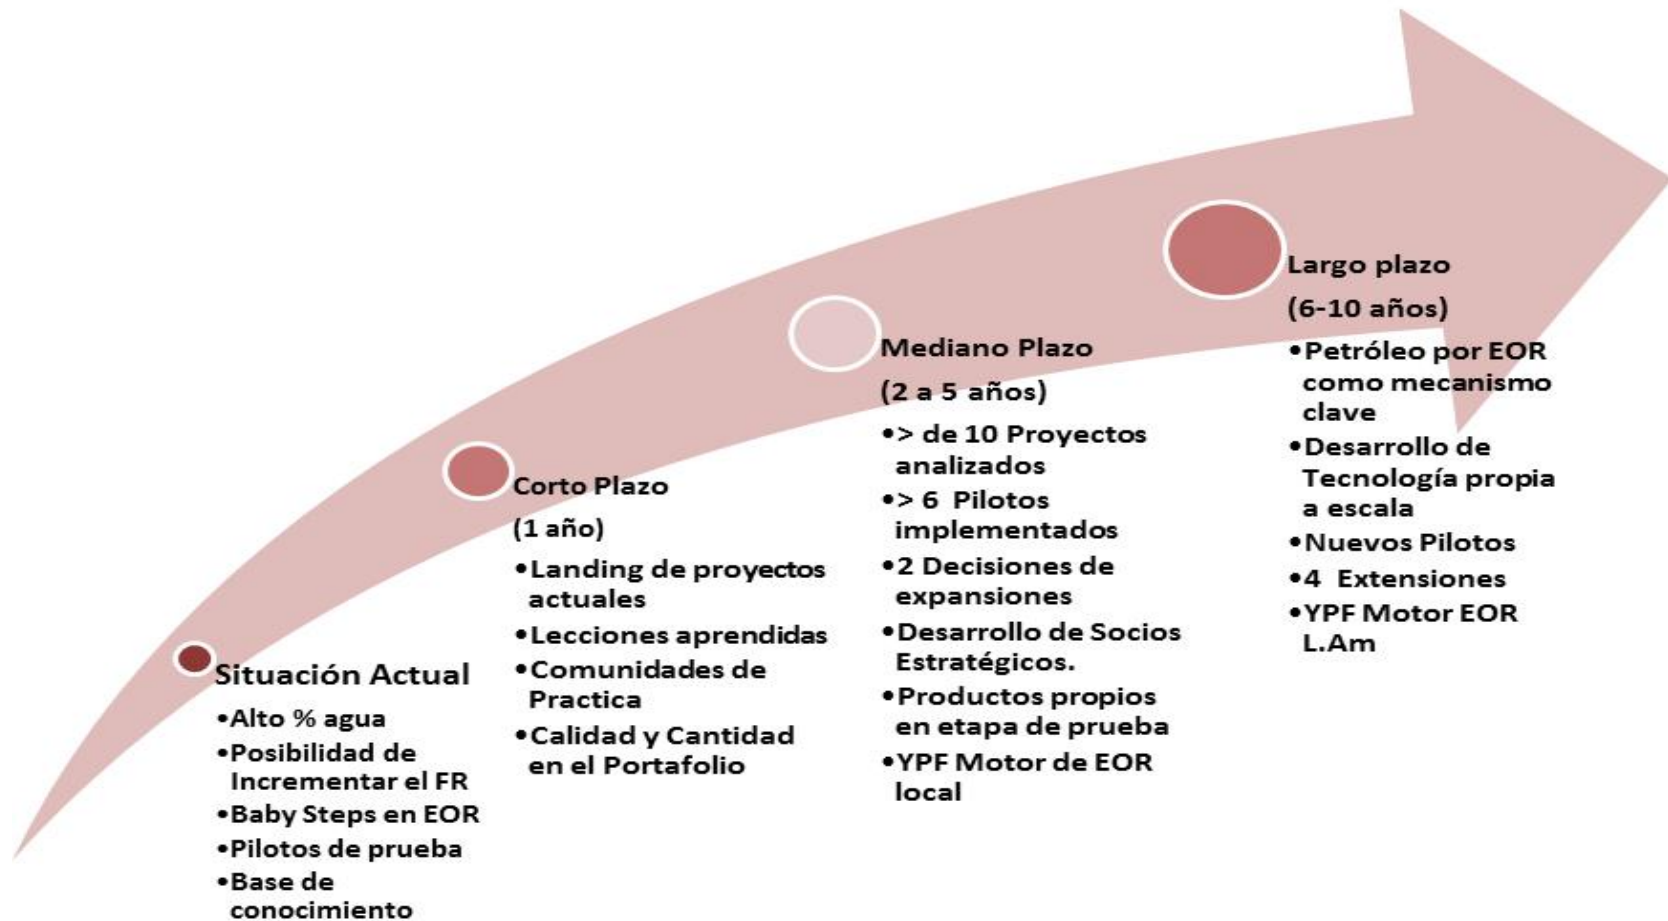 Situación Actual
•Alto % agua
•Posibilidad de
Incrementar el FR
•Baby Steps en EOR
•Pilotos de prueba
•Base de
conocimiento
Corto Plazo
(1 año)
•Landing de proyectos
actuales
•Lecciones aprendidas
•Comunidades de
Practica
•Calidad y Cantidad
en el Portafolio
Mediano Plazo
(2 a 5 años)
•> de 10 Proyectos
analizados
•> 6 Pilotos
implementados
•2 Decisiones de
expansiones
•Desarrollo de Socios
Estratégicos.
•Productos propios
en etapa de prueba
•YPF Motor de EOR
local
Largo plazo
(6-10 años)
•Petróleo por EOR
como mecanismo
clave
•Desarrollo de
Tecnología propia
a escala
•Nuevos Pilotos
•4 Extensiones
•YPF Motor EOR
L.Am